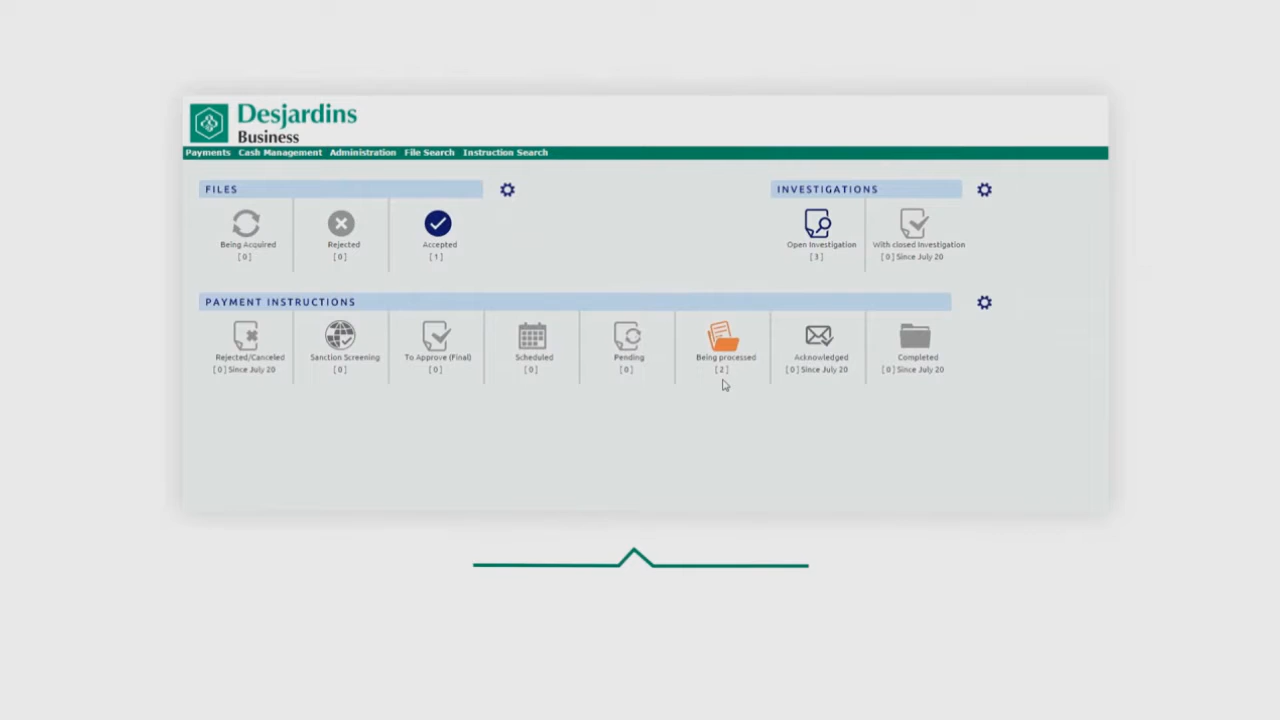 Desjardins
Business
Payments Cash Management Administration File Search Instruction Search
FILES
INVESTIGATIONS
Being Acquired
[0]
Rejected
[0]
Accepted
[1]
Open Investigation
[3]
With closed Investigation
[0] Since July 20
PAYMENT INSTRUCTIONS
Rejected/Canceled
[0] Since July 20
Sanction Screening
[0]
To Approve (Final)
[0]
Scheduled
[0]
Pending
[0]
Being processed
[2]
Acknowledged
[0] Since July 20
Completed
[0] Since July 20